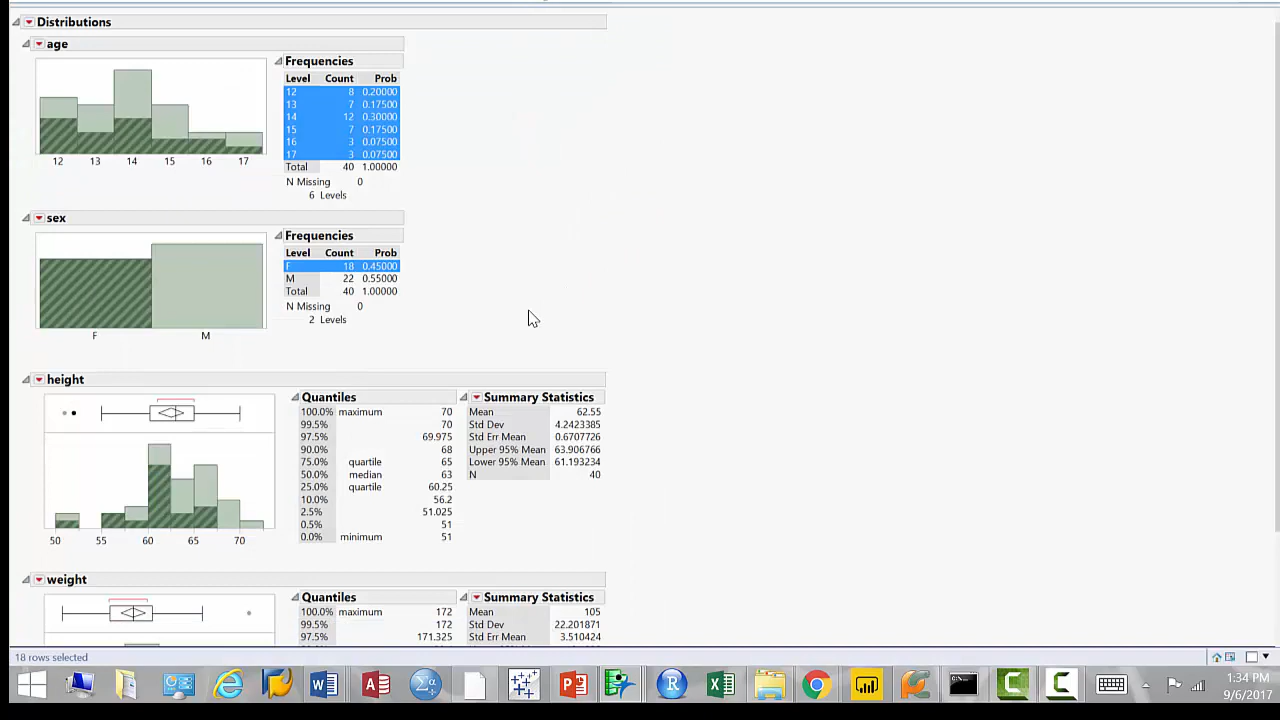 Distributions
age
12 13 14 15 16 17
Frequencies
Level Count Prob
12 8 0.20000
13 7 0.17500
14 12 0.30000
15 7 0.17500
16 3 0.07500
17 3 0.07500
Total 40 1.00000
N Missing 0
6 Levels
sex
F M
Frequencies
Level Count Prob
F 18 0.45000
M 22 0.55000
Total 40 1.00000
N Missing 0
2 Levels
height
50 55 60 65 70
Quantiles
100.0% maximum 70
99.5% 70
97.5% 69.975
90.0% 68
75.0% quartile 65
50.0% median 63
25.0% quartile 60.25
10.0% 56.2
2.5% 51.025
0.5% 51
0.0% minimum 51
Summary Statistics
Mean 62.55
Std Dev 4.2423385
Std Err Mean 0.6707726
Upper 95% Mean 63.906766
Lower 95% Mean 61.193234
N 40
weight
Quantiles
100.0% maximum 172
99.5% 172
97.5% 171.325
Summary Statistics
Mean 105
Std Dev 22.201871
Std Err Mean 3.510424
18 rows selected
1:34 PM
9/6/2017